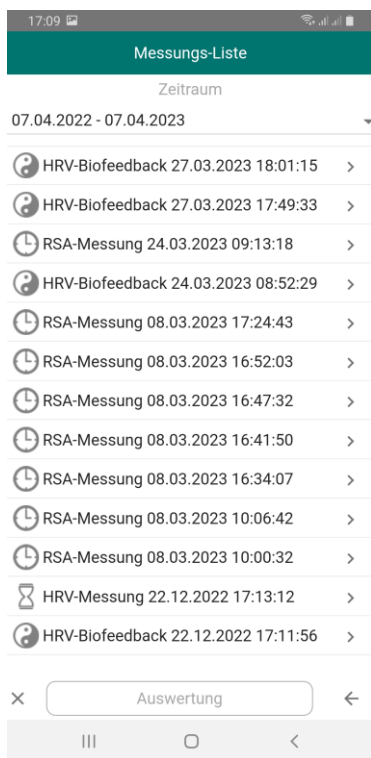 17:09
Messungs-Liste
Zeitraum
07.04.2022 - 07.04.2023
HRV-Biofeedback 27.03.2023 18:01:15
HRV-Biofeedback 27.03.2023 17:49:33
RSA-Messung 24.03.2023 09:13:18
HRV-Biofeedback 24.03.2023 08:52:29
RSA-Messung 08.03.2023 17:24:43
RSA-Messung 08.03.2023 16:52:03
RSA-Messung 08.03.2023 16:47:32
RSA-Messung 08.03.2023 16:41:50
RSA-Messung 08.03.2023 16:34:07
RSA-Messung 08.03.2023 10:06:42
RSA-Messung 08.03.2023 10:00:32
HRV-Messung 22.12.2022 17:13:12
HRV-Biofeedback 22.12.2022 17:11:56
Auswertung